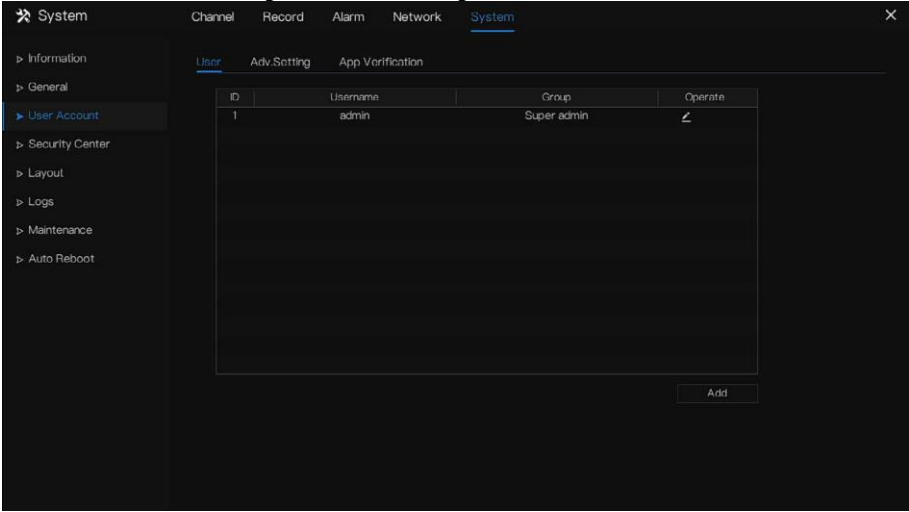 System Channel Record Alarm Network System
Information
General
User Account
Security Center
Layout
Logs
Maintenance
Auto Reboot
User Adv.Setting App Verification
ID Username Group Operate
1 admin Super admin
Add